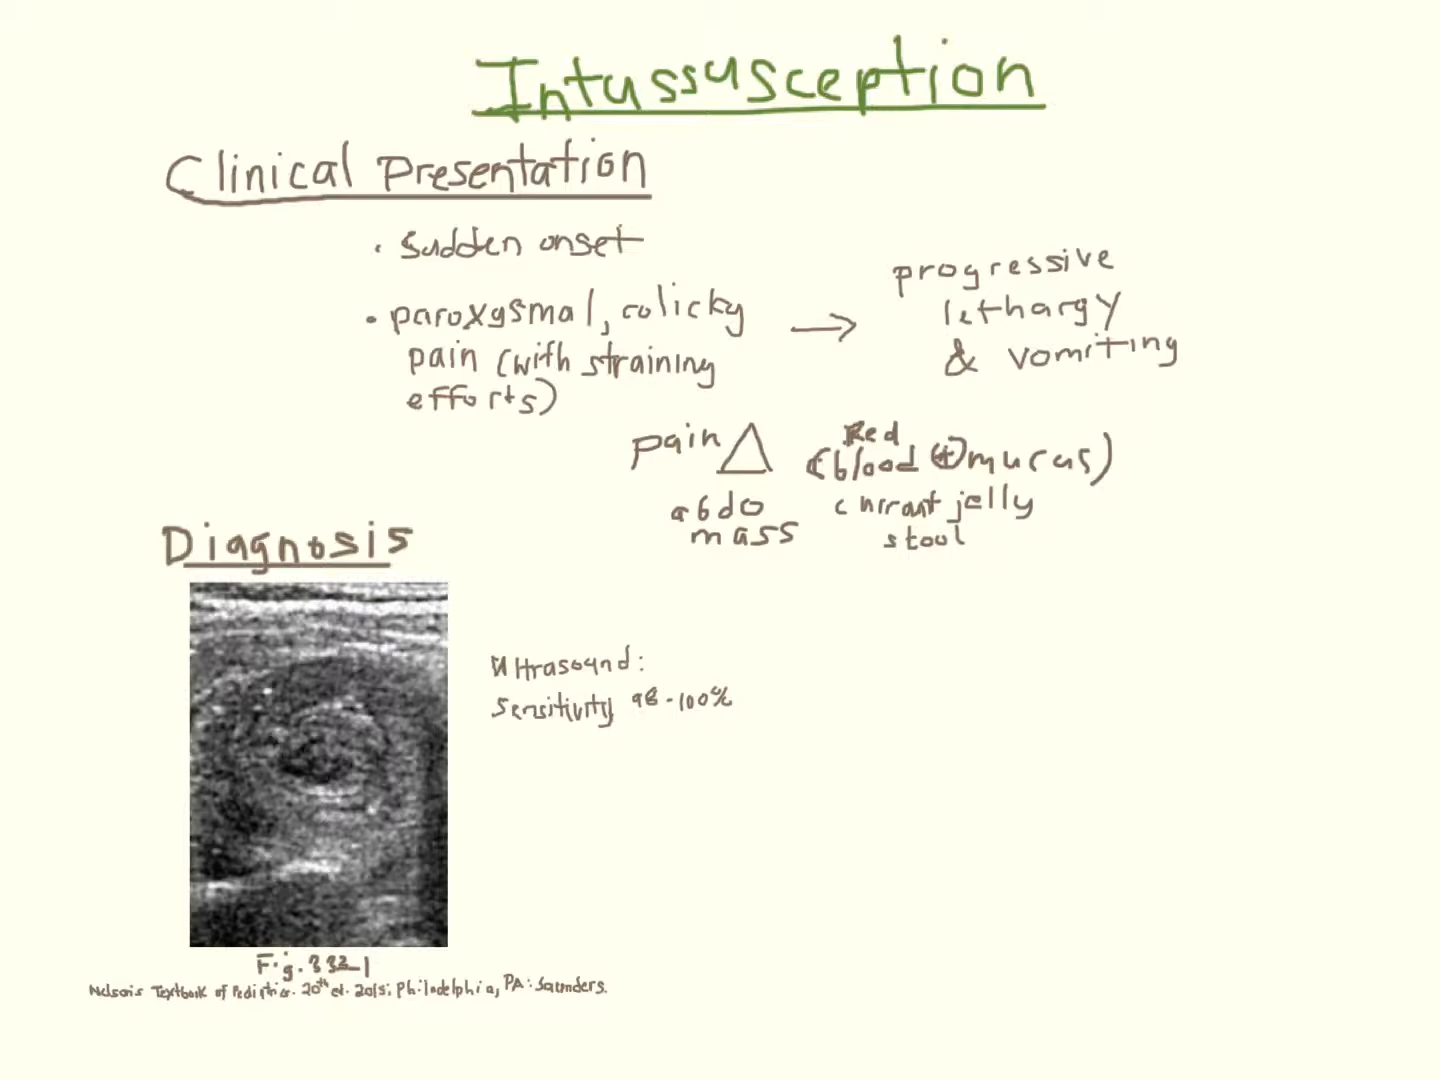 Intussusception
Clinical Presentation
• sudden onset
• paroxysmal, colicky
pain (with straining
efforts)
→ progressive
lethargy
& vomiting
pain △ (Red blood ⊕ mucus)
abdo
mass
currant jelly
stool
Diagnosis
Ultrasound:
Sensitivity 98-100%
Fig. 332-1
Nelson's Textbook of Pediatrics. 20th ed. 2015; Philadelphia, PA: Saunders.